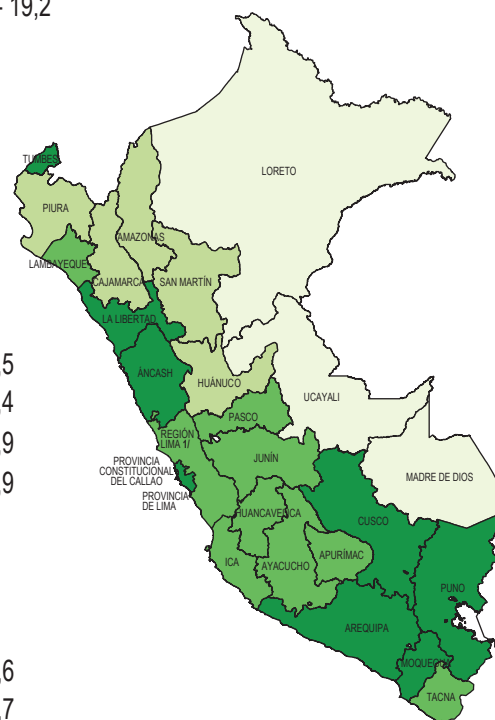 - 19,2
LORETO
TUMBES
PIURA
AMAZONAS
LAMBAYEQUE
CAJAMARCA
SAN MARTÍN
LA LIBERTAD
,5
ÁNCASH
HUÁNUCO
,4
UCAYALI
PASCO
,9
REGIÓN
LIMA 1/
PROVINCIA
CONSTITUCIONAL
DEL CALLAO
JUNÍN
,9
MADRE DE DIOS
PROVINCIA
DE LIMA
HUANCAVELICA
CUSCO
ICA
AYACUCHO
APURÍMAC
PUNO
AREQUIPA
MOQUEGUA
,6
TACNA
,7